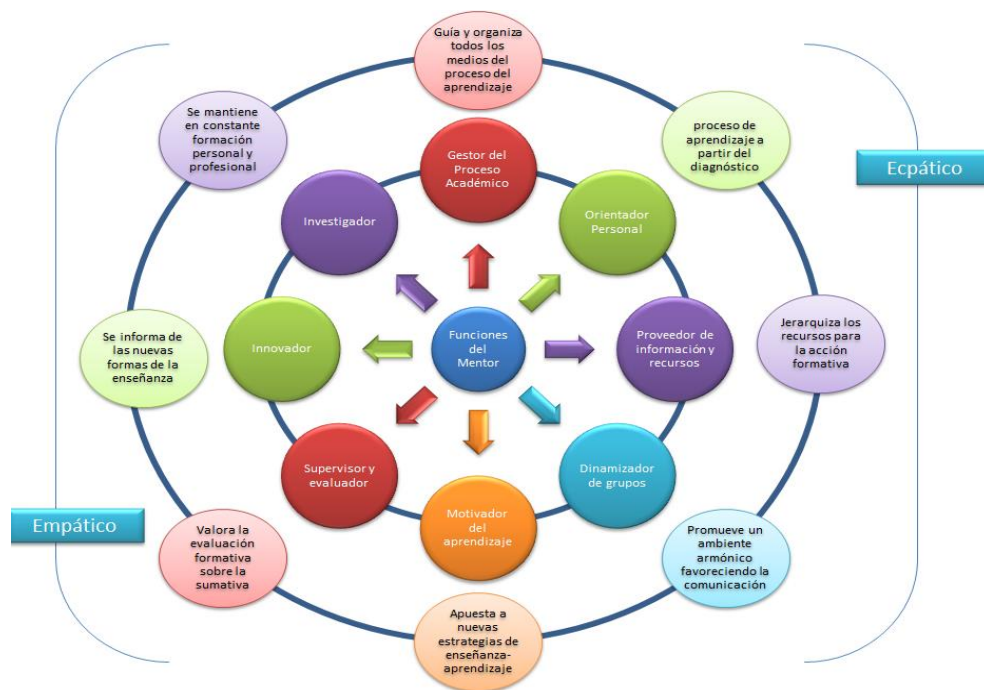 Guía y organiza
todos los
medios del
proceso del
aprendizaje
Se mantiene
en constante
formación
personal y
profesional
proceso de
aprendizaje a
partir del
diagnóstico
Ecpático
Gestor del
Proceso
Académico
Investigador
Orientador
Personal
Se informa de
las nuevas
formas de la
enseñanza
Innovador
Funciones
del
Mentor
Proveedor de
información y
recursos
Jerarquiza los
recursos para
la acción
formativa
Supervisor y
evaluador
Motivador
del
aprendizaje
Dinamizador
de grupos
Empático
Valora la
evaluación
formativa
sobre la
sumativa
Promueve un
ambiente
armónico
favoreciendo la
comunicación
Apuesta a
nuevas
estrategias de
enseñanza-
aprendizaje